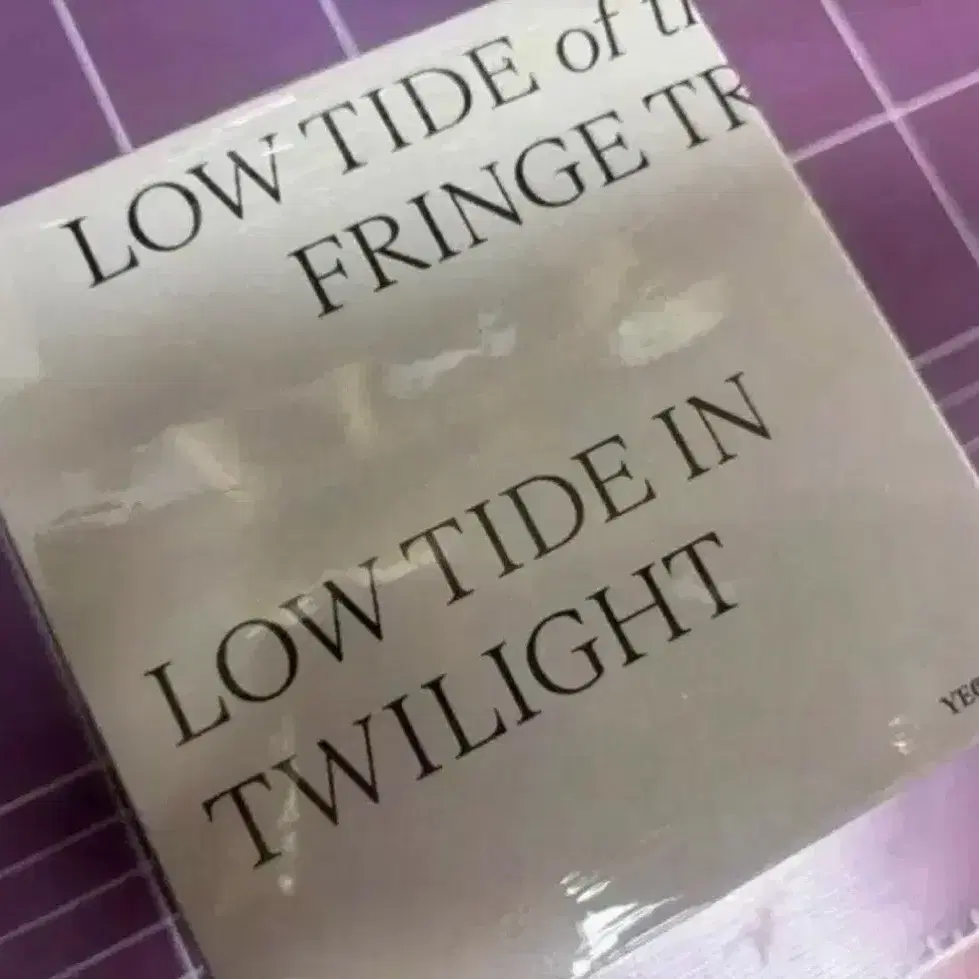 LOW TIDE of
FRINGE
LOW TIDE IN
TWILIGHT